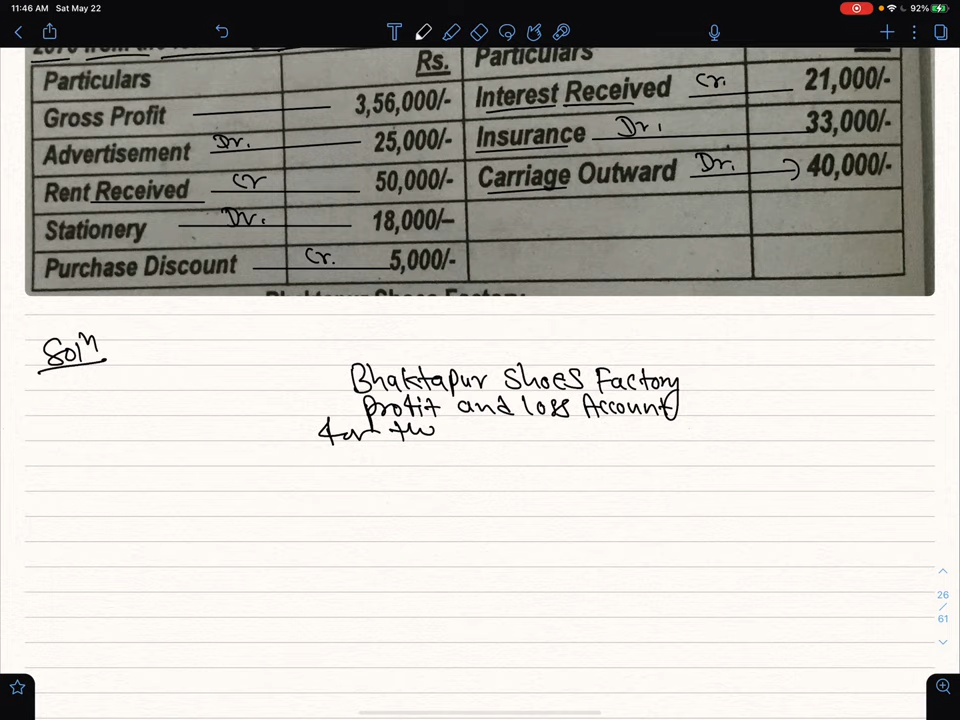 11:46 AM Sat May 22
92%
Particulars Rs. Particulars
Gross Profit 3,56,000/- Interest Received Cr. 21,000/-
Advertisement Dr. 25,000/- Insurance Dr. 33,000/-
Rent Received Cr 50,000/- Carriage Outward Dr. 40,000/-
Stationery Dr. 18,000/-
Purchase Discount Cr. 5,000/-
Soln
Bhaktapur Shoes Factory
Profit and loss Account
for the
26
/
61